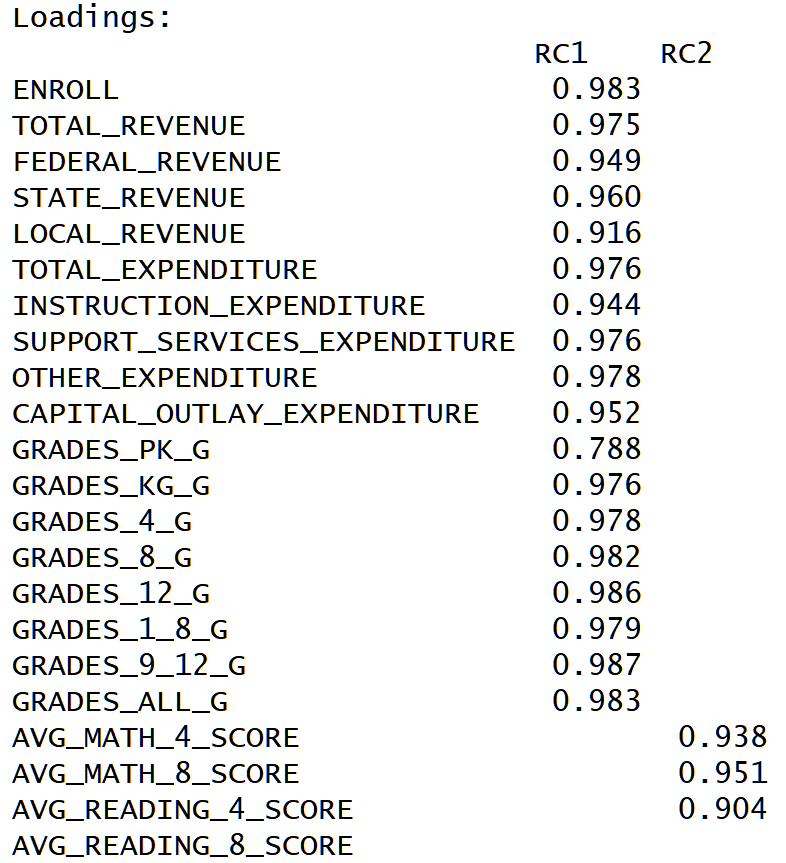 Loadings:
RC1 RC2
ENROLL 0.983
TOTAL_REVENUE 0.975
FEDERAL_REVENUE 0.949
STATE_REVENUE 0.960
LOCAL_REVENUE 0.916
TOTAL_EXPENDITURE 0.976
INSTRUCTION_EXPENDITURE 0.944
SUPPORT_SERVICES_EXPENDITURE 0.976
OTHER_EXPENDITURE 0.978
CAPITAL_OUTLAY_EXPENDITURE 0.952
GRADES_PK_G 0.788
GRADES_KG_G 0.976
GRADES_4_G 0.978
GRADES_8_G 0.982
GRADES_12_G 0.986
GRADES_1_8_G 0.979
GRADES_9_12_G 0.987
GRADES_ALL_G 0.983
AVG_MATH_4_SCORE 0.938
AVG_MATH_8_SCORE 0.951
AVG_READING_4_SCORE 0.904
AVG_READING_8_SCORE